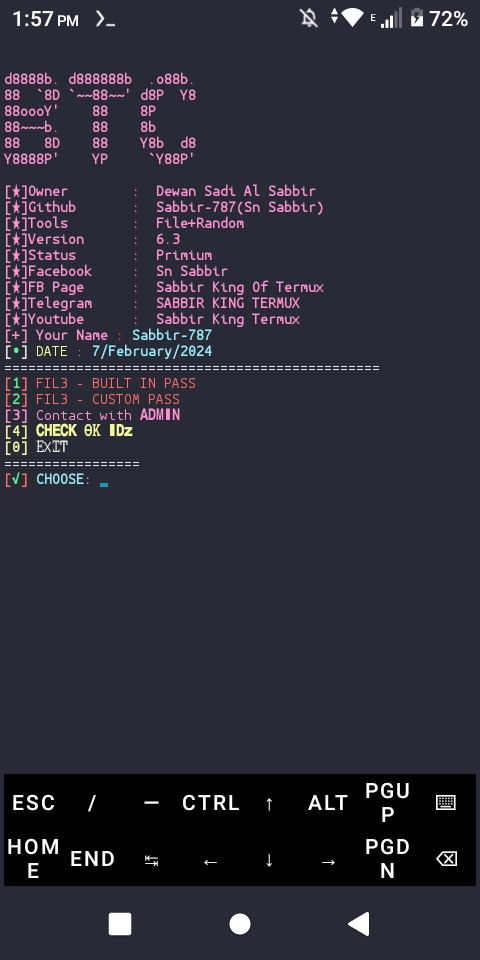 1:57 PM >_ E 72%
d8888b. d888888b  .o88b.
88  `8D `~~88~~' d8P  Y8
88oooY'    88    8P
88~~~b.    88    8b
88   8D    88    Y8b  d8
Y8888P'    YP     `Y88P'
[★]Owner : Dewan Sadi Al Sabbir
[★]Github : Sabbir-787(Sn Sabbir)
[★]Tools : File+Random
[★]Version : 6.3
[★]Status : Primium
[★]Facebook : Sn Sabbir
[★]FB Page : Sabbir King Of Termux
[★]Telegram : SABBIR KING TERMUX
[★]Youtube : Sabbir King Termux
[+] Your Name : Sabbir-787
[•] DATE : 7/February/2024
===============================================
[1] FIL3 - BUILT IN PASS
[2] FIL3 - CUSTOM PASS
[3] Contact with ADMIN
[4] CHECK OK IDz
[0] EXIT
=================
[√] CHOOSE:
ESC / — CTRL ↑ ALT PGUP
HOME END ↹ ← ↓ → PGDN